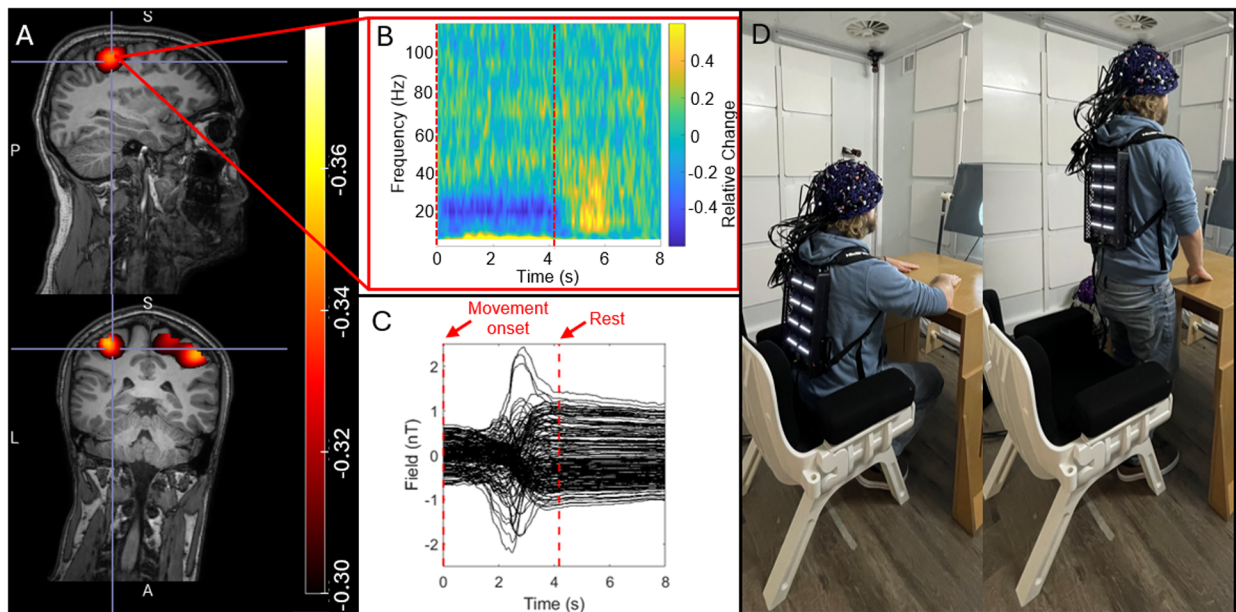 A
S
P
S
L
A
-0.36
-0.34
-0.32
-0.30
B
Frequency (Hz)
100
80
60
40
20
0
2
4
6
8
Time (s)
0.4
0.2
0
-0.2
-0.4
Relative Change
C
Movement
onset
Rest
Field (nT)
2
1
0
-1
-2
0
2
4
6
8
Time (s)
D